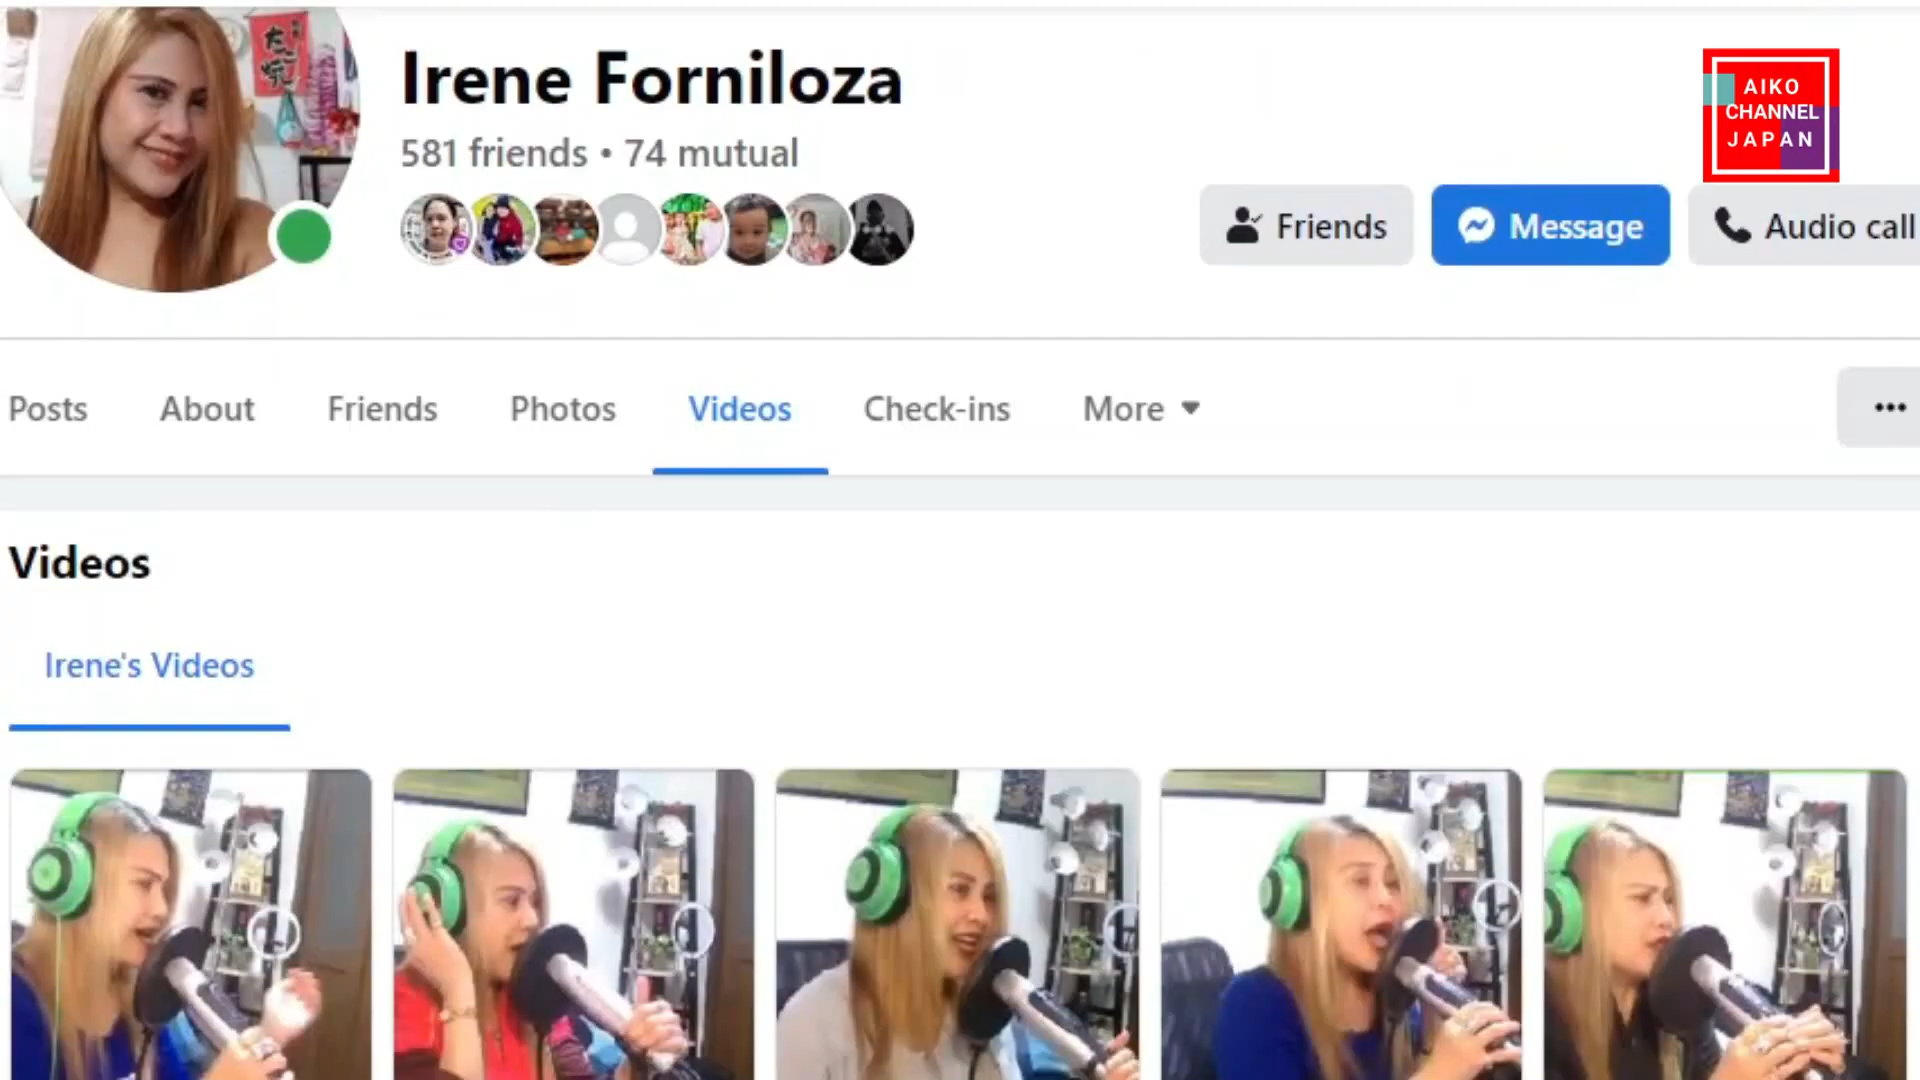 Irene Forniloza
581 friends • 74 mutual
AIKO
CHANNEL
JAPAN
Friends
Message
Audio call
Posts
About
Friends
Photos
Videos
Check-ins
More
Videos
Irene's Videos